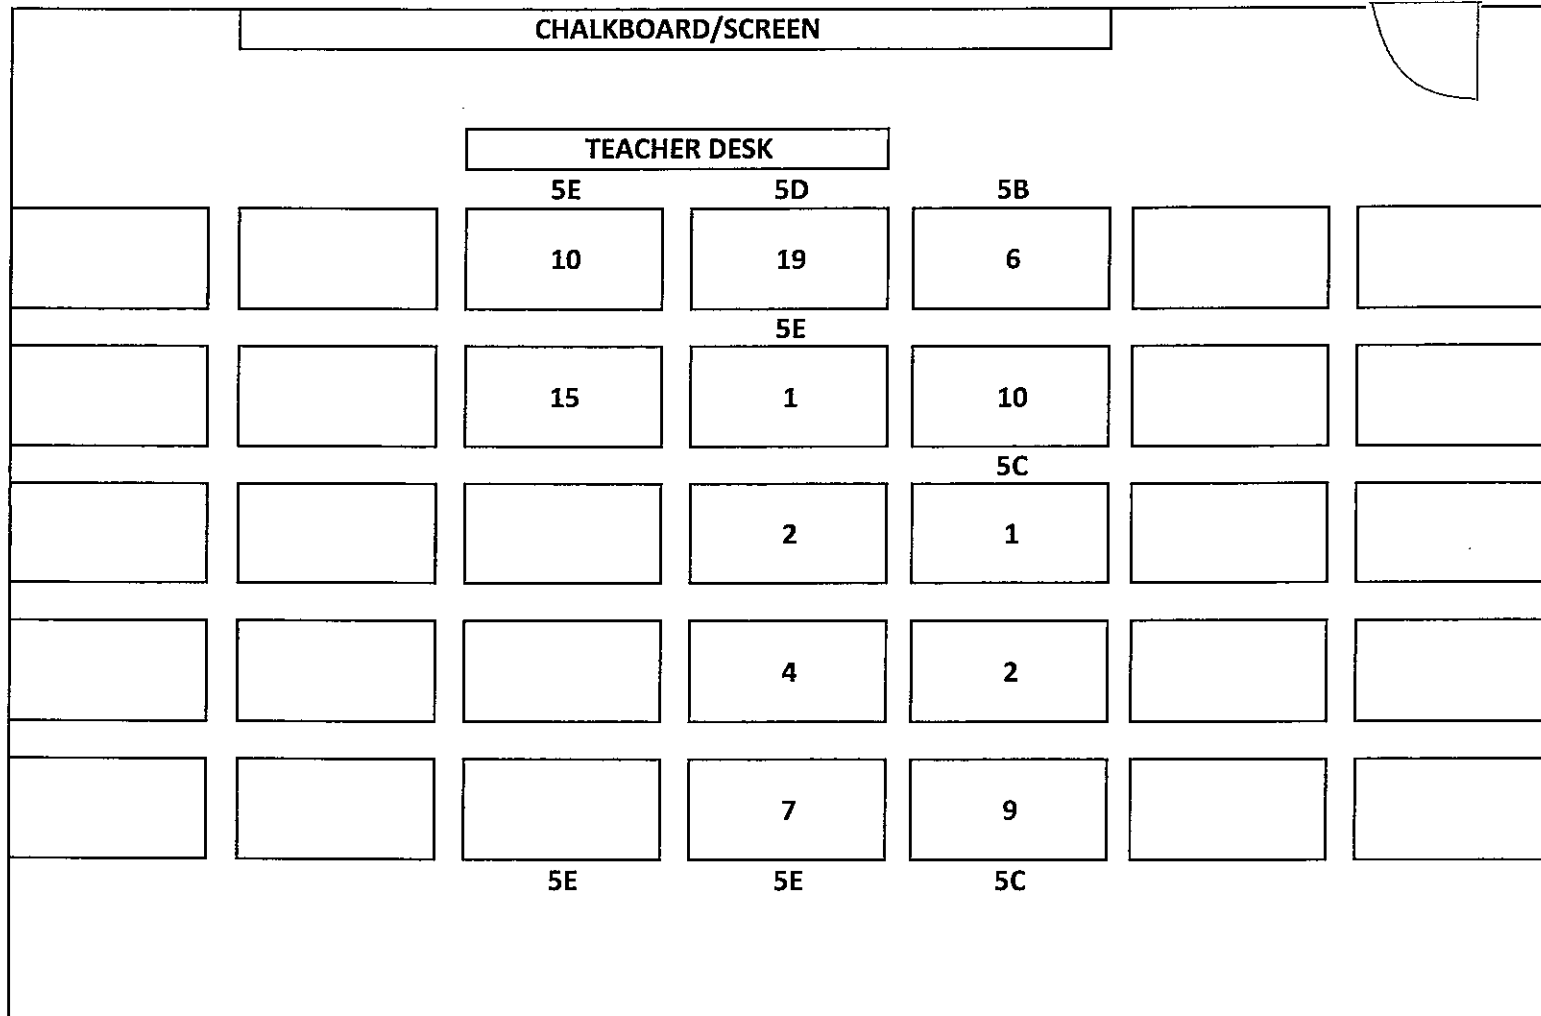 CHALKBOARD/SCREEN
TEACHER DESK
5E 5D 5B
10 19 6
5E
15 1 10
5C
2 1
4 2
7 9
5E 5E 5C